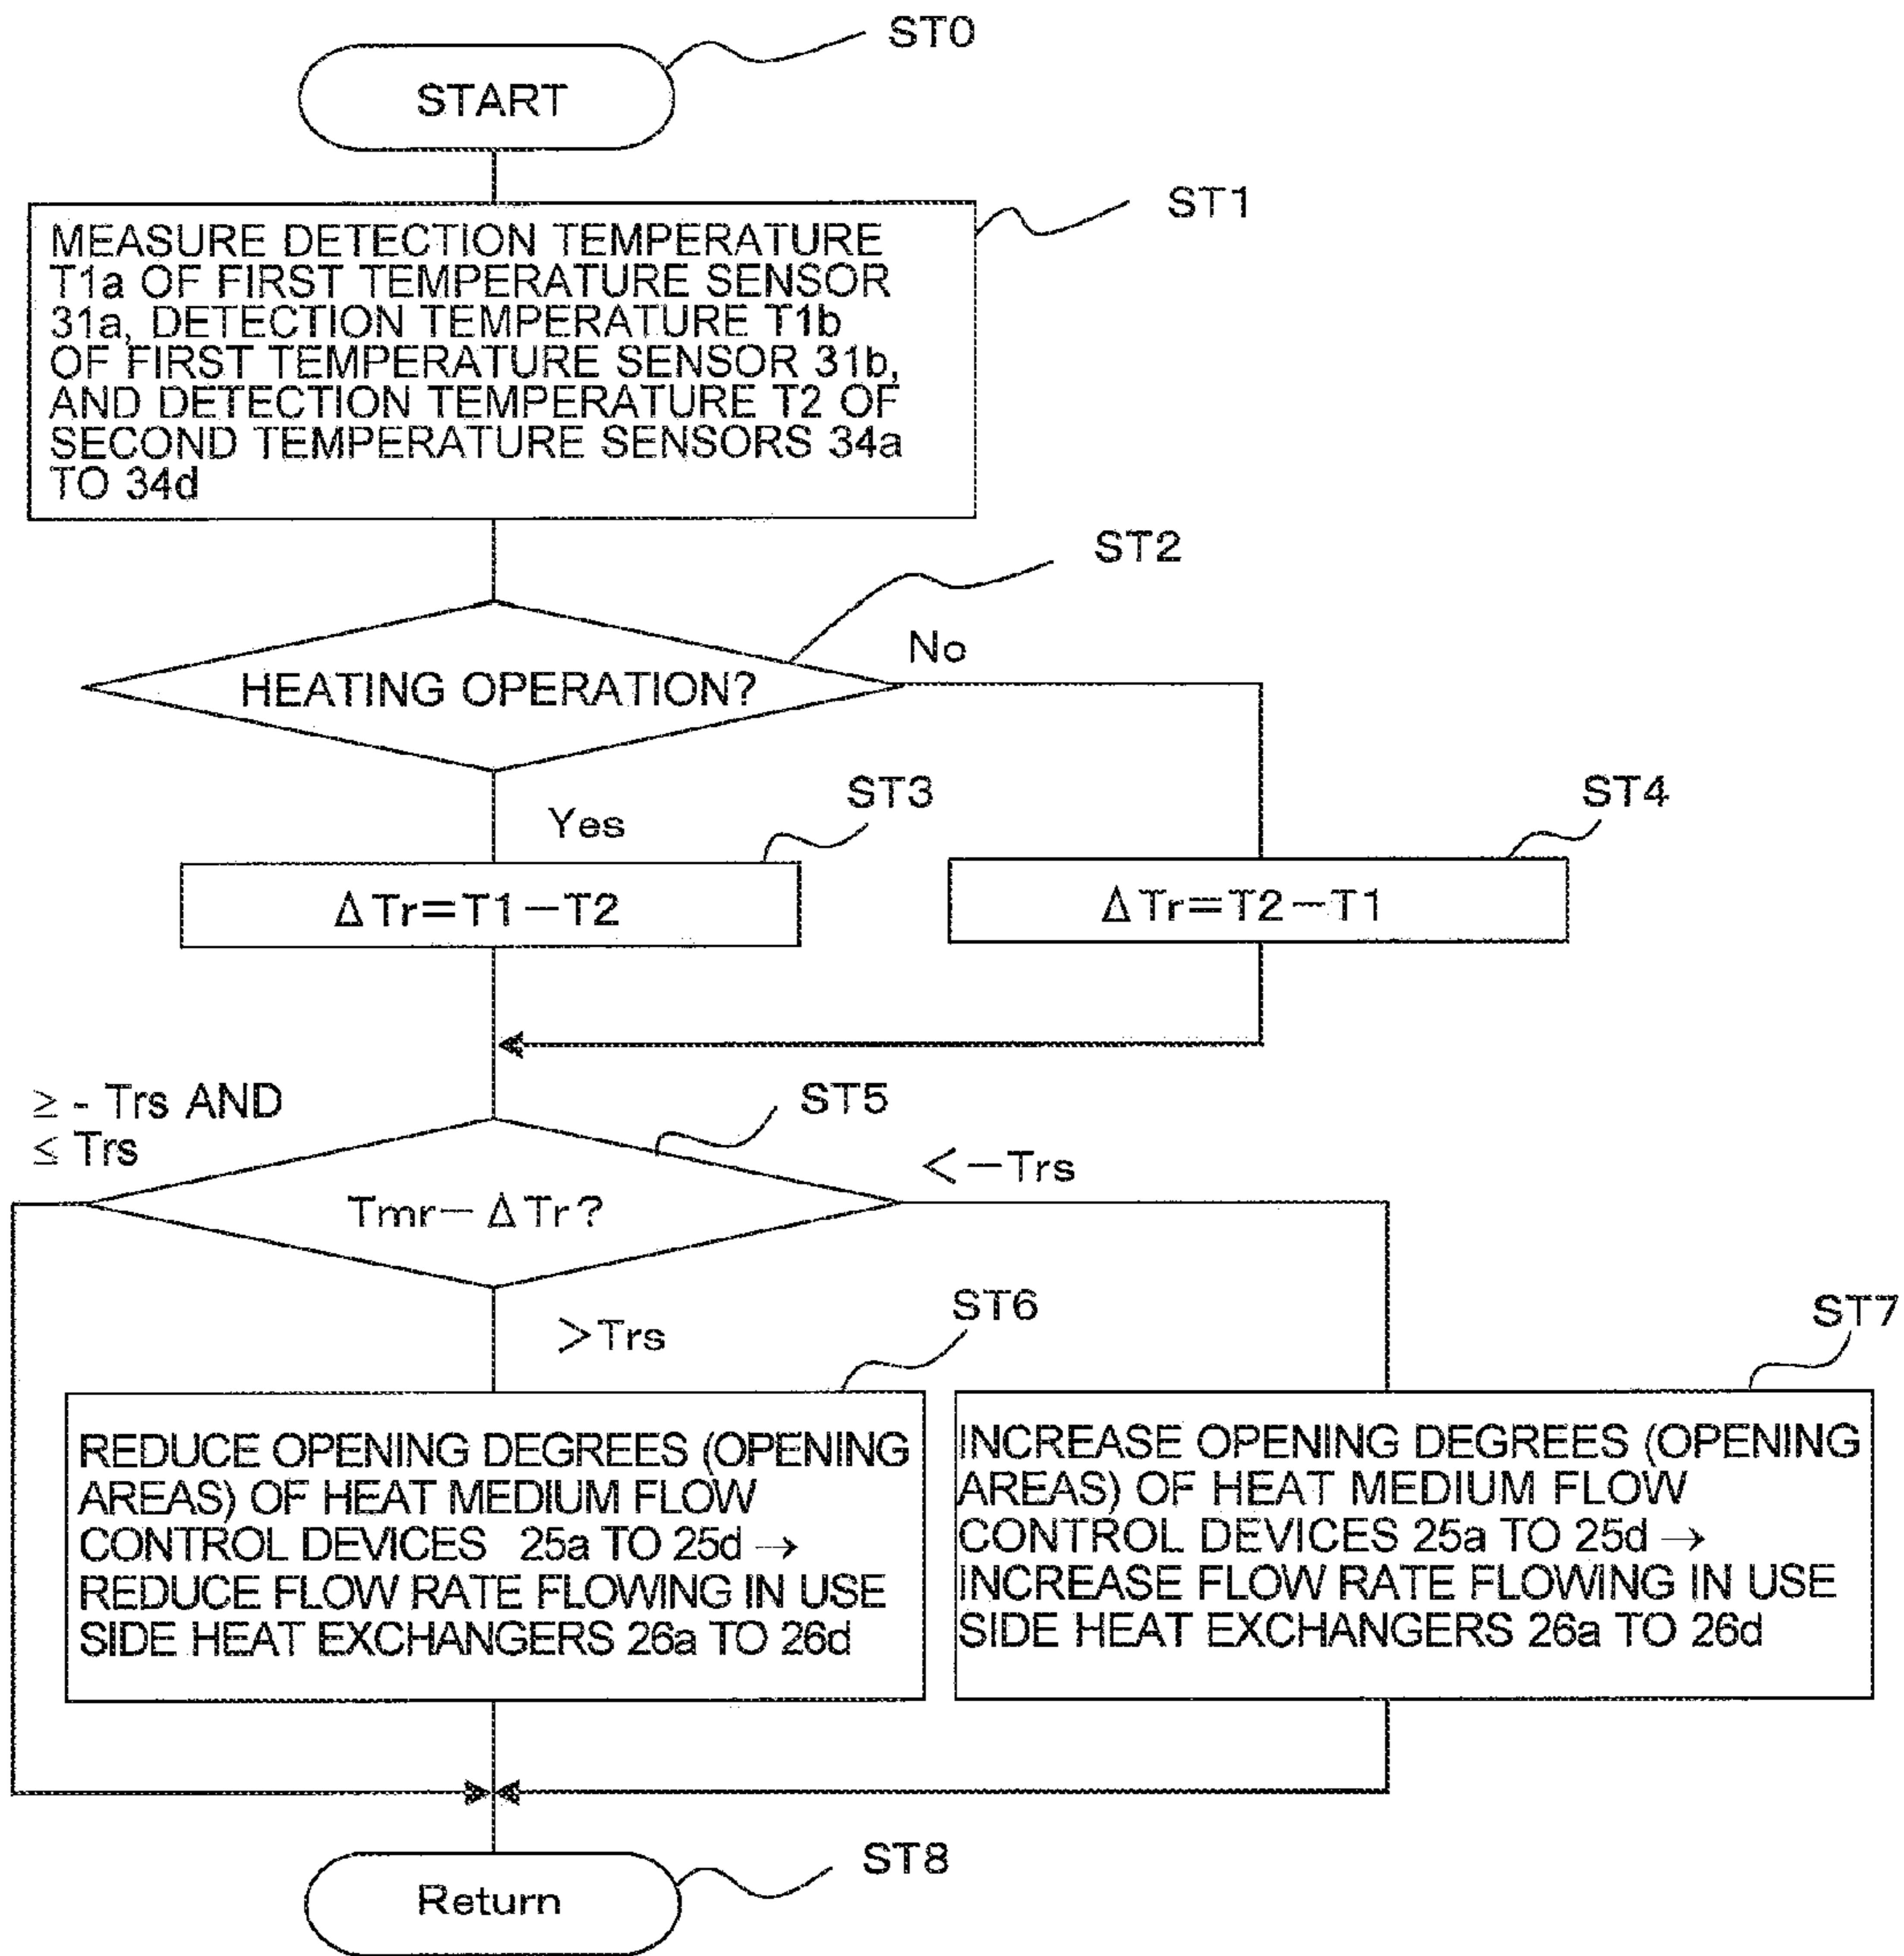 ST0
START
ST1
MEASURE DETECTION TEMPERATURE
T1a OF FIRST TEMPERATURE SENSOR
31a, DETECTION TEMPERATURE T1b
OF FIRST TEMPERATURE SENSOR 31b,
AND DETECTION TEMPERATURE T2 OF
SECOND TEMPERATURE SENSORS 34a
TO 34d
ST2
HEATING OPERATION?
No
Yes
ST3
ΔTr=T1−T2
ST4
ΔTr=T2−T1
≥ - Trs AND
≤ Trs
ST5
<−Trs
Tmr−ΔTr?
>Trs
ST6
REDUCE OPENING DEGREES (OPENING
AREAS) OF HEAT MEDIUM FLOW
CONTROL DEVICES 25a TO 25d →
REDUCE FLOW RATE FLOWING IN USE
SIDE HEAT EXCHANGERS 26a TO 26d
ST7
INCREASE OPENING DEGREES (OPENING
AREAS) OF HEAT MEDIUM FLOW
CONTROL DEVICES 25a TO 25d →
INCREASE FLOW RATE FLOWING IN USE
SIDE HEAT EXCHANGERS 26a TO 26d
ST8
Return